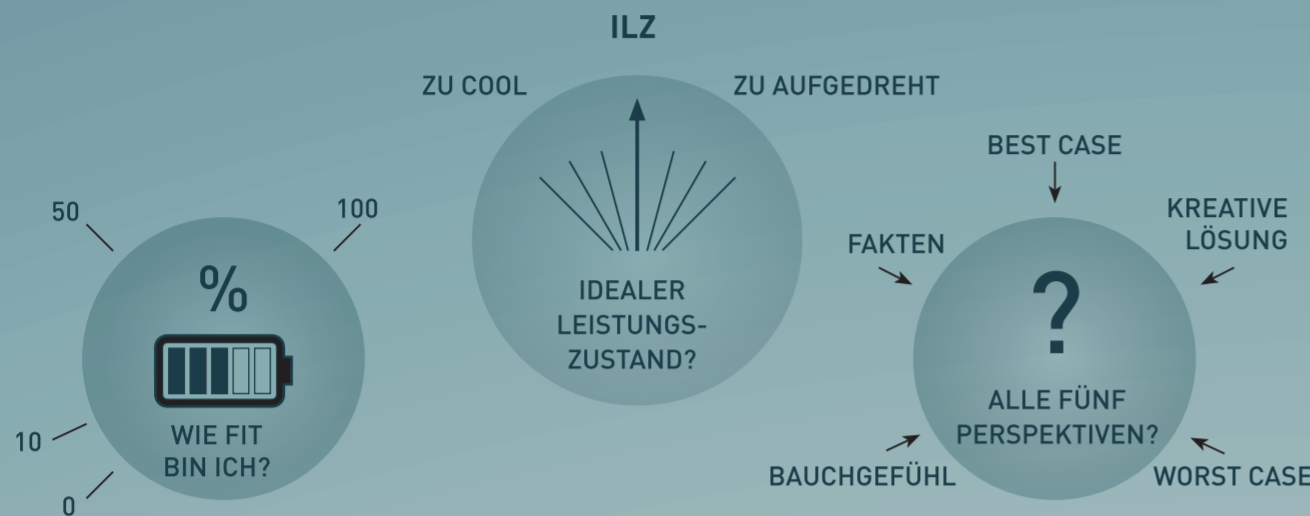 ILZ
ZU COOL
ZU AUFGEDREHT
IDEALER
LEISTUNGS-
ZUSTAND?
50
100
%
10
0
WIE FIT
BIN ICH?
BEST CASE
KREATIVE
LÖSUNG
FAKTEN
?
ALLE FÜNF
PERSPEKTIVEN?
BAUCHGEFÜHL
WORST CASE